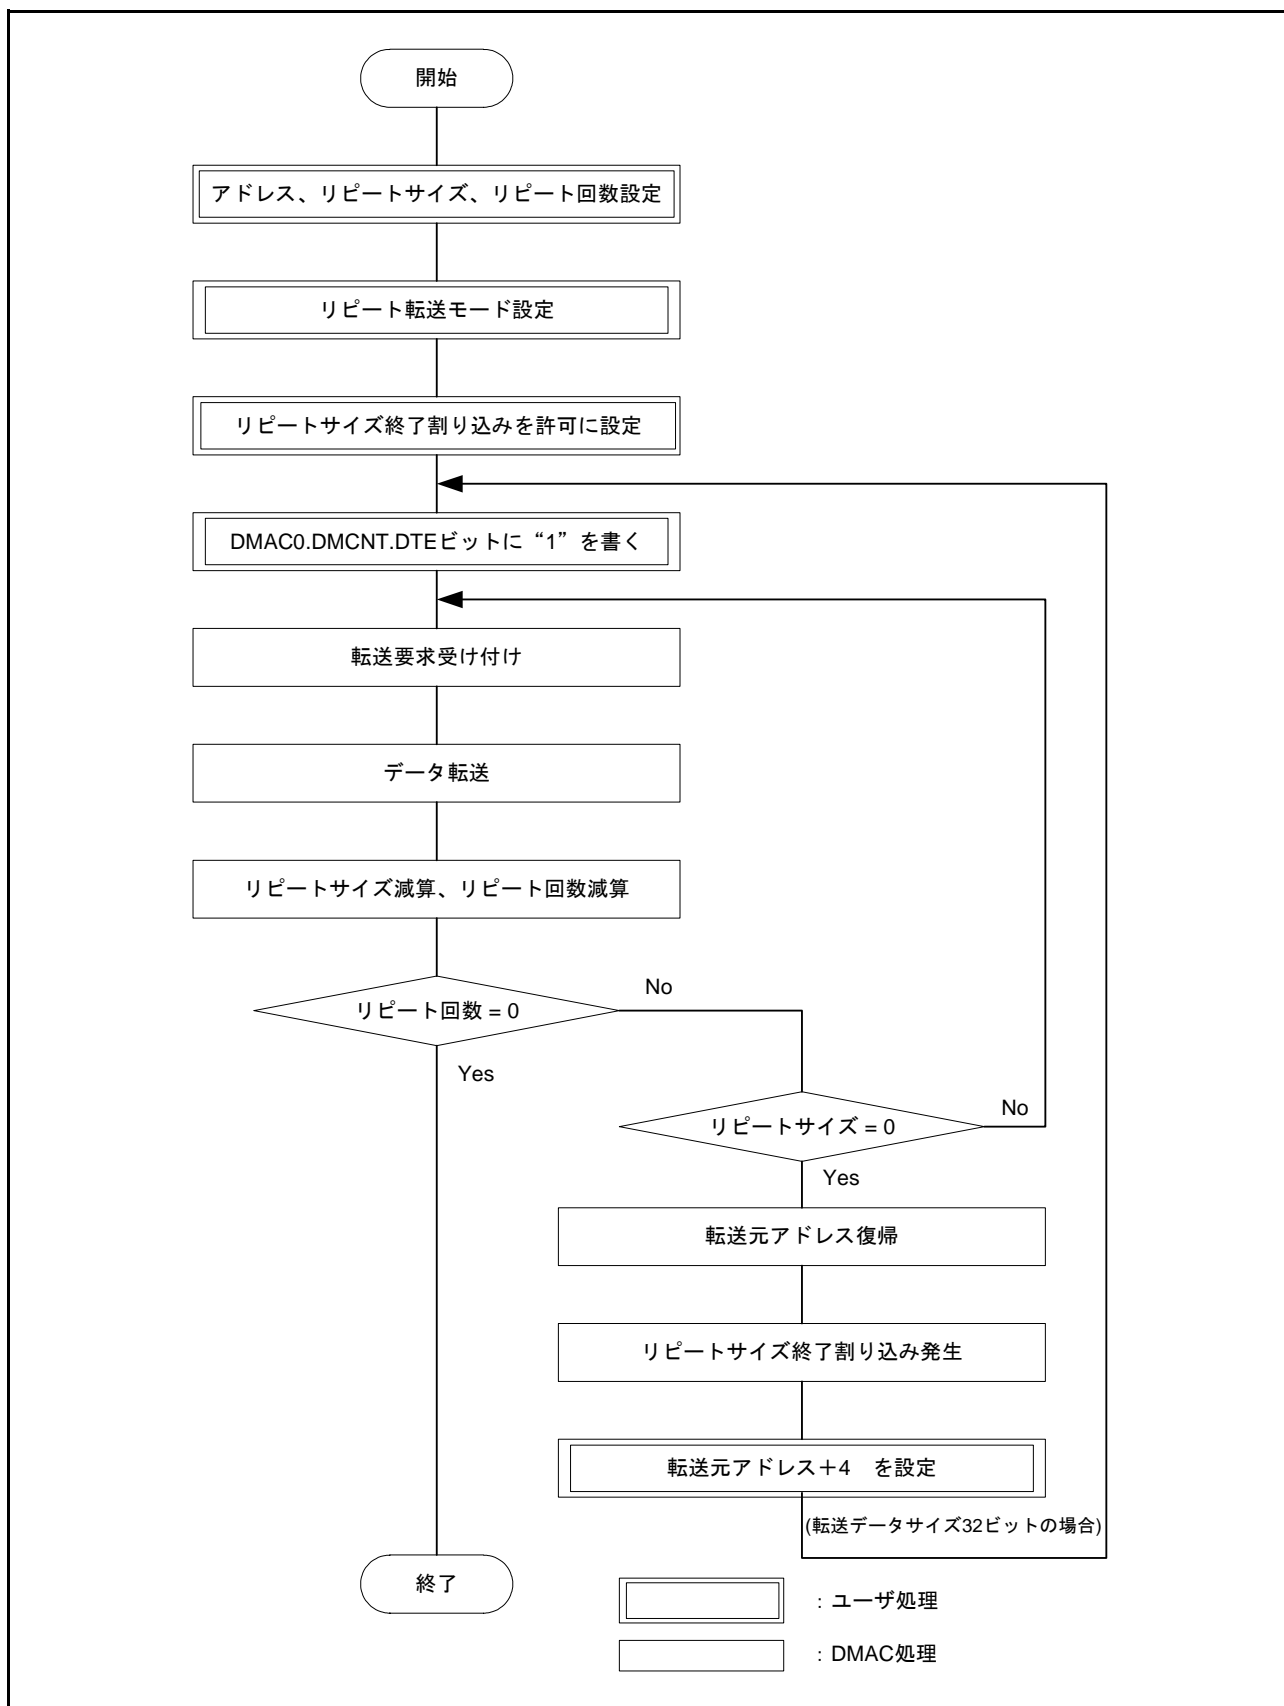 開始
アドレス、リピートサイズ、リピート回数設定
リピート転送モード設定
リピートサイズ終了割り込みを許可に設定
DMAC0.DMCNT.DTEビットに“1”を書く
転送要求受け付け
データ転送
リピートサイズ減算、リピート回数減算
リピート回数 = 0
No
Yes
リピートサイズ = 0
No
Yes
転送元アドレス復帰
リピートサイズ終了割り込み発生
転送元アドレス＋4　を設定
(転送データサイズ32ビットの場合)
終了
：ユーザ処理
：DMAC処理